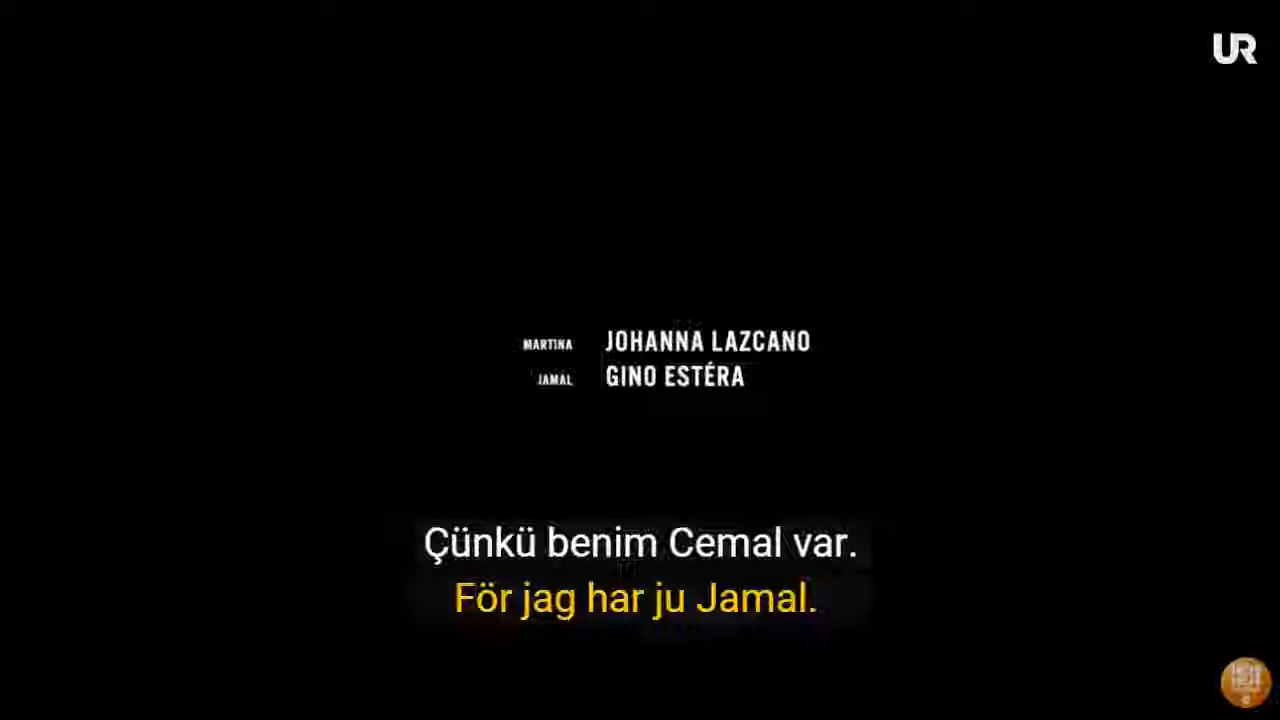 UR
MARTINA JOHANNA LAZCANO
JAMAL GINO ESTÉRA
Çünkü benim Cemal var.
För jag har ju Jamal.